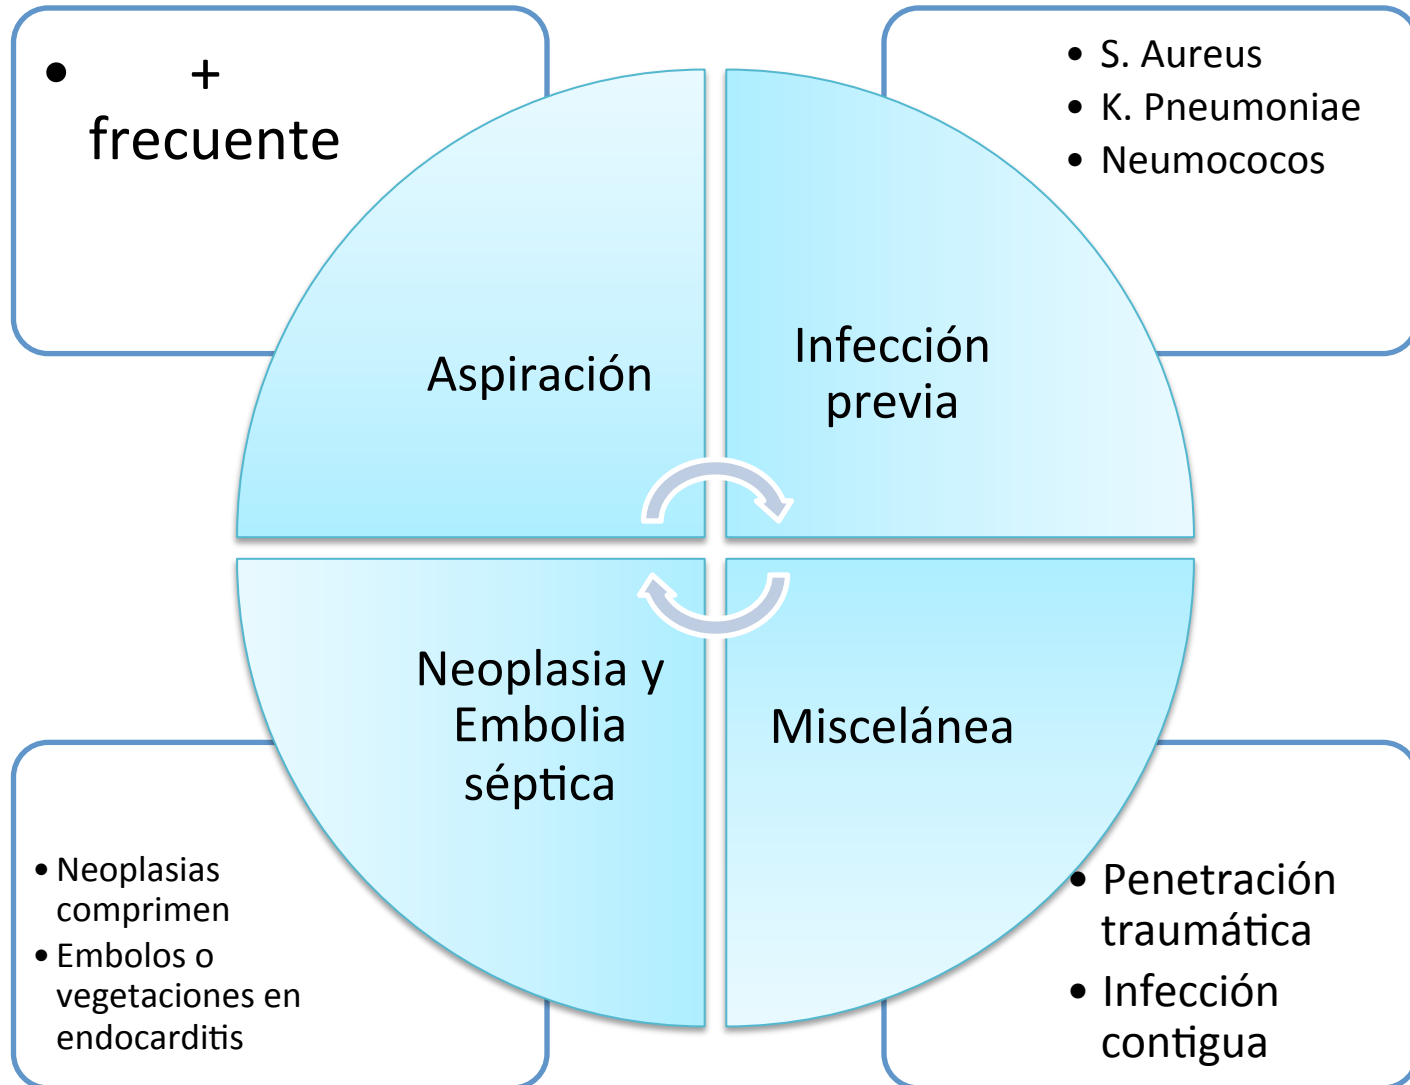 • +
frecuente
• S. Aureus
• K. Pneumoniae
• Neumococos
Aspiración
Infección
previa
Neoplasia y
Embolia
séptica
Miscelánea
• Neoplasias
comprimen
• Embolos o
vegetaciones en
endocarditis
• Penetración
traumática
• Infección
contigua